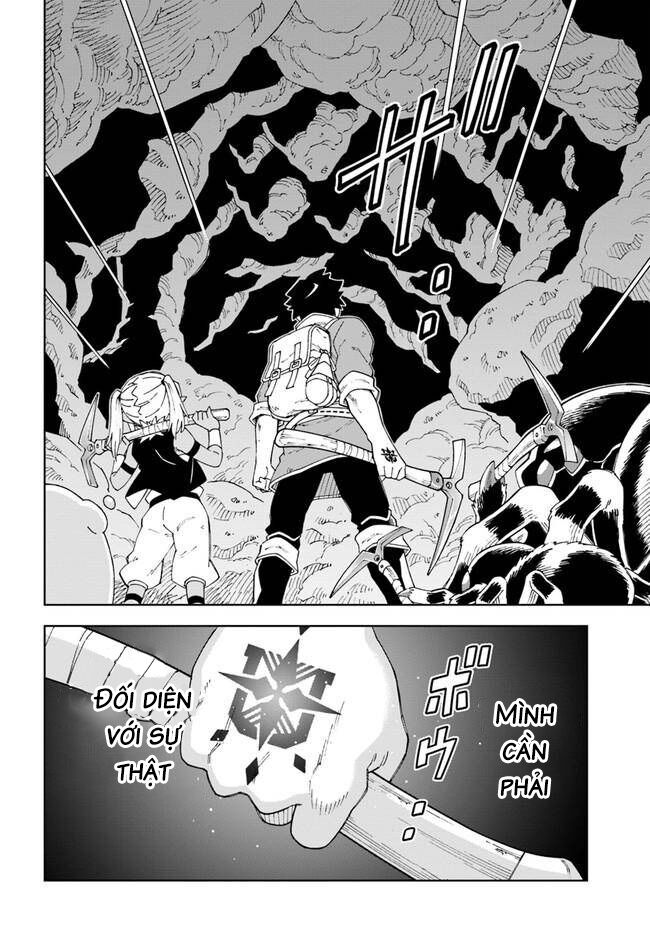 ザッ
MÌNH
CẦN
PHẢI
ボウ
ĐỐI DIỆN
VỚI SỰ
THẬT